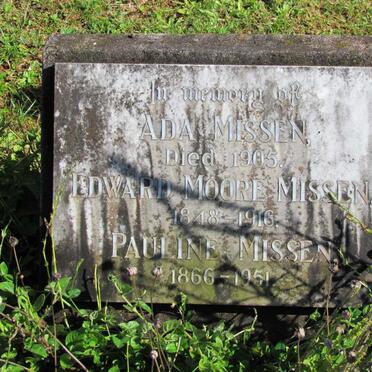 In memory of
ADA MISSEN,
DIED 1905.
EDWARD MOORE MISSEN,
1848-1916.
PAULINE MISSEN
1866-1951